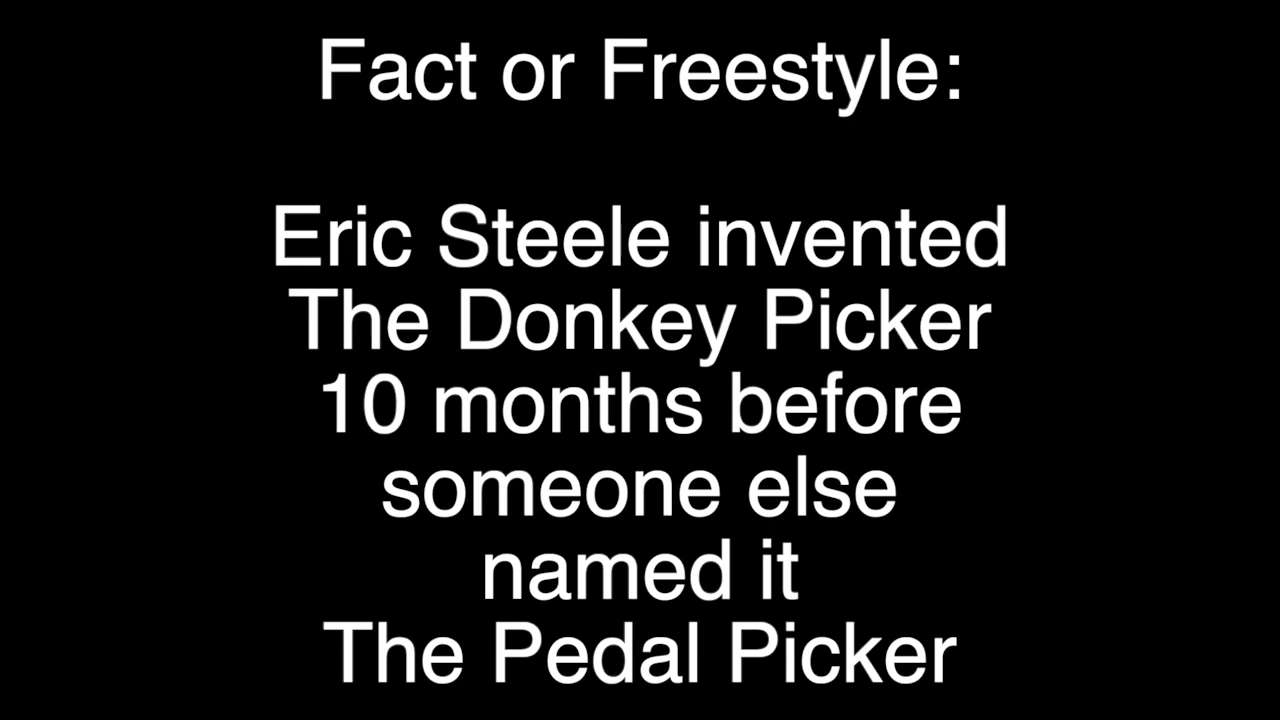 Fact or Freestyle:
Eric Steele invented
The Donkey Picker
10 months before
someone else
named it
The Pedal Picker